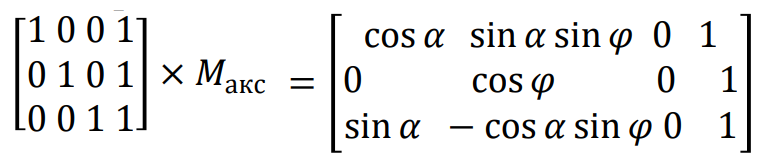 [1 0 0 1] cos α sin α sin φ 0 1
[0 1 0 1] × Mакс = 0 cos φ 0 1
[0 0 1 1] sin α − cos α sin φ 0 1